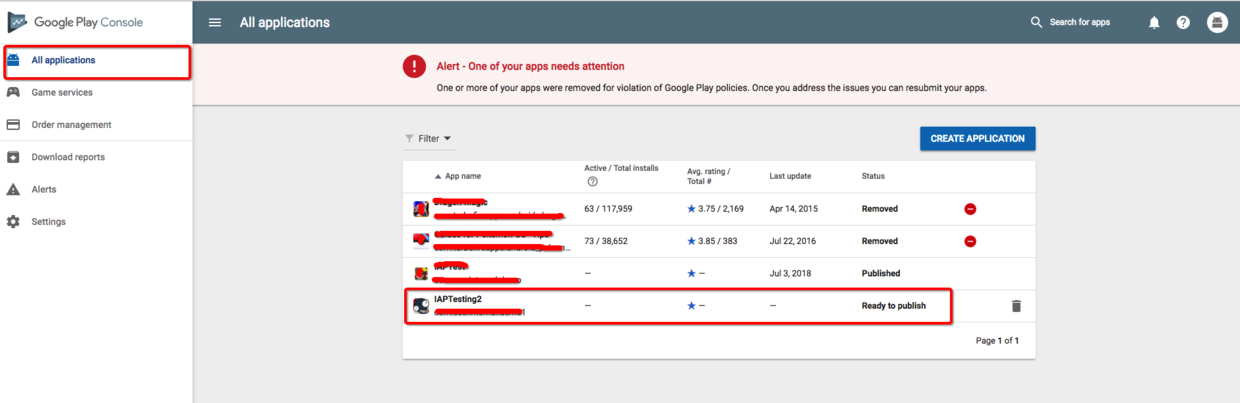 Google Play Console
All applications
Search for apps
All applications
Game services
Order management
Download reports
Alerts
Settings
Alert - One of your apps needs attention
One or more of your apps were removed for violation of Google Play policies. Once you address the issues you can resubmit your apps.
Filter
CREATE APPLICATION
App name
Active / Total installs
Avg. rating /
Total #
Last update
Status
63 / 117,959
3.75 / 2,169
Apr 14, 2015
Removed
73 / 38,652
3.85 / 383
Jul 22, 2016
Removed
–
–
Jul 3, 2018
Published
IAPTesting2
–
–
–
Ready to publish
Page 1 of 1